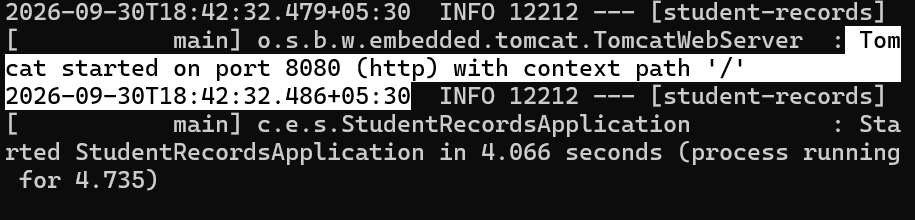 2026-09-30T18:42:32.479+05:30  INFO 12212 --- [student-records]
[           main] o.s.b.w.embedded.tomcat.TomcatWebServer  : Tom
cat started on port 8080 (http) with context path '/'
2026-09-30T18:42:32.486+05:30  INFO 12212 --- [student-records]
[           main] c.e.s.StudentRecordsApplication          : Sta
rted StudentRecordsApplication in 4.066 seconds (process running
 for 4.735)